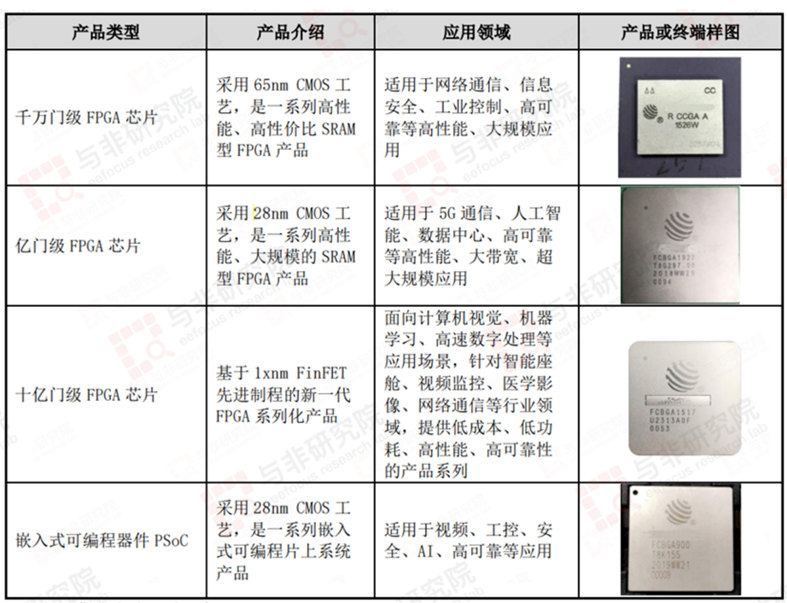 产品类型
产品介绍
应用领域
产品或终端样图
千万门级 FPGA 芯片
采用 65nm CMOS 工
艺，是一系列高性
能、高性价比 SRAM
型 FPGA 产品
适用于网络通信、信息
安全、工业控制、高可
靠等高性能、大规模应
用
CC
R CCGA A
1526W
亿门级 FPGA 芯片
采用 28nm CMOS 工
艺，是一系列高性
能、大规模的 SRAM
型 FPGA 产品
适用于 5G 通信、人工智
能、数据中心、高可靠
等高性能、大带宽、超
大规模应用
FCBGA1927
2018WW23
0094
十亿门级 FPGA 芯片
基于 1xnm FinFET
先进制程的新一代
FPGA 系列化产品
面向计算机视觉、机器
学习、高速数字处理等
应用场景，针对智能座
舱、视频监控、医学影
像、网络通信等行业领
域，提供低成本、低功
耗、高性能、高可靠性
的产品系列
FCBGA1517
U2313A0F
0053
嵌入式可编程器件 PSoC
采用 28nm CMOS 工
艺，是一系列嵌入
式可编程片上系统
产品
适用于视频、工控、安
全、AI、高可靠等应用
FCBGA900
T8K155
2019WW21
与非研究院
eefocus research lab